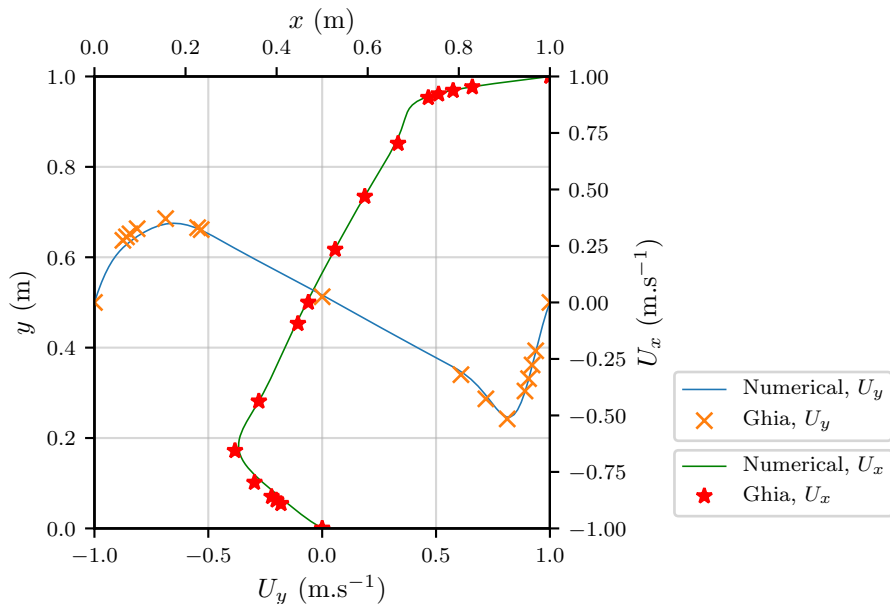 x (m)
0.0 0.2 0.4 0.6 0.8 1.0
1.0
0.8
0.6
0.4
0.2
0.0
y (m)
1.00
0.75
0.50
0.25
0.00
−0.25
−0.50
−0.75
−1.00
U_x (m.s⁻¹)
−1.0 −0.5 0.0 0.5 1.0
U_y (m.s⁻¹)
Numerical, U_y
Ghia, U_y
Numerical, U_x
Ghia, U_x